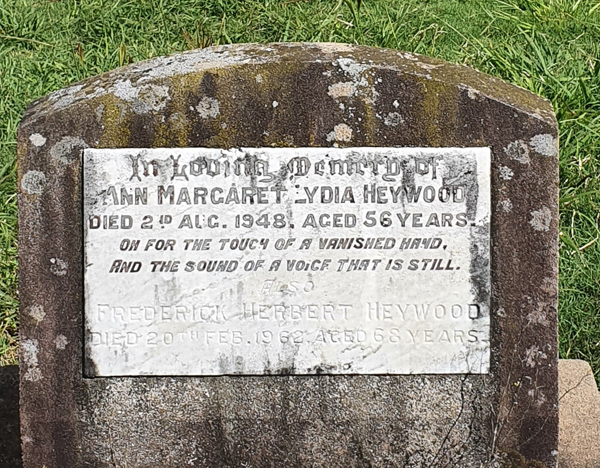 In Loving Memory of
ANN MARGARET LYDIA HEYWOOD
DIED 2ND AUG. 1948. AGED 56 YEARS.
OH FOR THE TOUCH OF A VANISHED HAND,
AND THE SOUND OF A VOICE THAT IS STILL.
ALSO
FREDERICK HERBERT HEYWOOD
DIED 20TH FEB. 1962. AGED 68 YEARS.